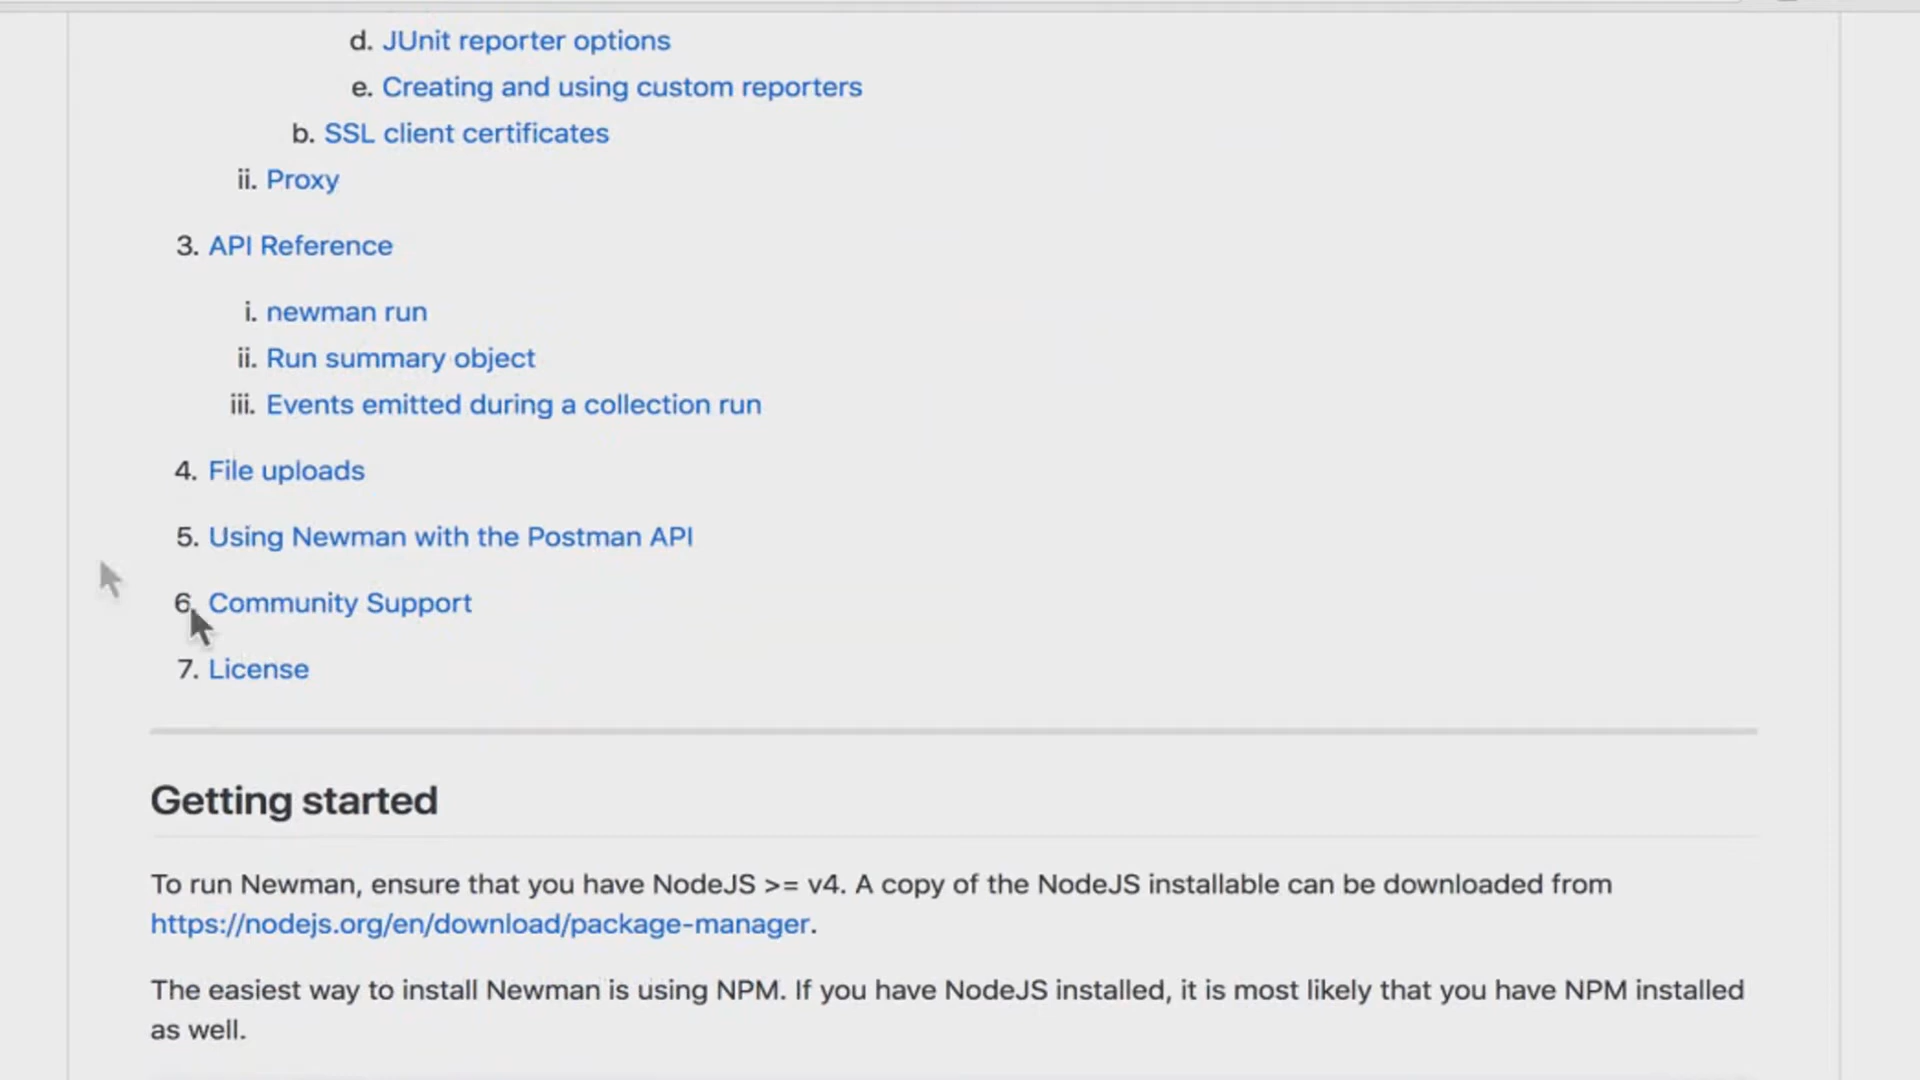 d. JUnit reporter options
e. Creating and using custom reporters
b. SSL client certificates
ii. Proxy
3. API Reference
i. newman run
ii. Run summary object
iii. Events emitted during a collection run
4. File uploads
5. Using Newman with the Postman API
6. Community Support
7. License
Getting started
To run Newman, ensure that you have NodeJS >= v4. A copy of the NodeJS installable can be downloaded from
https://nodejs.org/en/download/package-manager.
The easiest way to install Newman is using NPM. If you have NodeJS installed, it is most likely that you have NPM installed
as well.